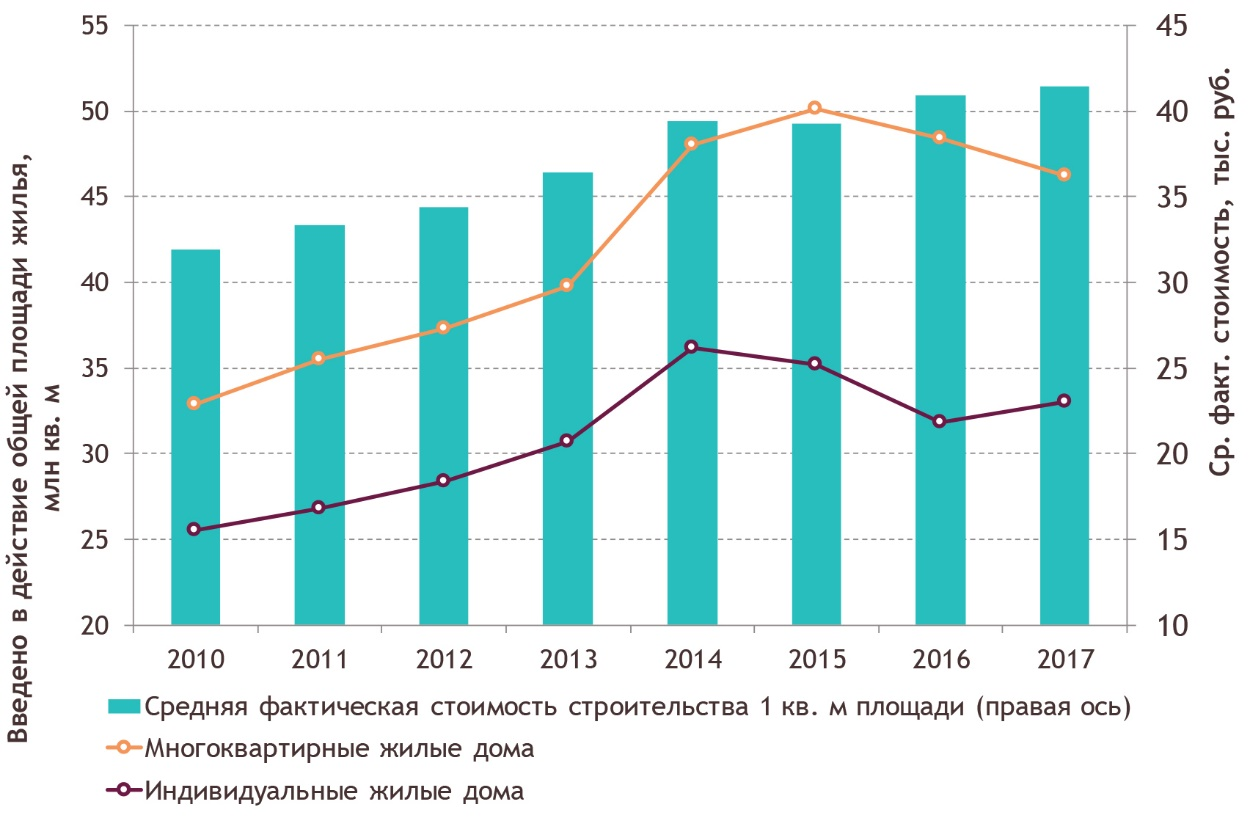 Введено в действие общей площади жилья,
млн кв. м
55
50
45
40
35
30
25
20
45
40
35
30
25
20
15
10
Ср. факт. стоимость, тыс. руб.
2010 2011 2012 2013 2014 2015 2016 2017
Средняя фактическая стоимость строительства 1 кв. м площади (правая ось)
Многоквартирные жилые дома
Индивидуальные жилые дома